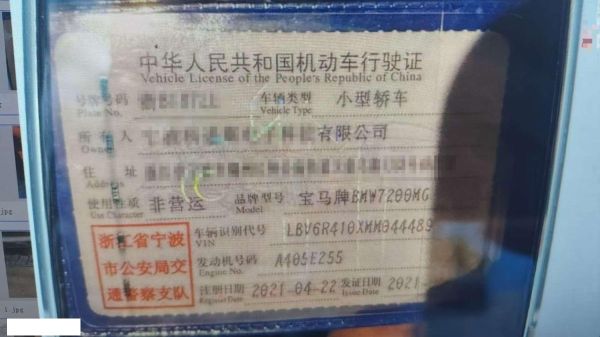 中华人民共和国机动车行驶证
Vehicle License of the People's Republic of China
号牌号码
Plate No.
车辆类型 小型轿车
Vehicle Type
所有人 有限公司
Owner
住址
Address
使用性质 非营运
Use Character
品牌型号 宝马牌BMW7200MG
Model
浙江省宁波
市公安局交
通警察支队
车辆识别代号 LBV6R410XMM044489
VIN
发动机号码 A405E255
Engine No.
注册日期 2021-04-22
Register Date
发证日期 2021-
Issue Date
1.jpg